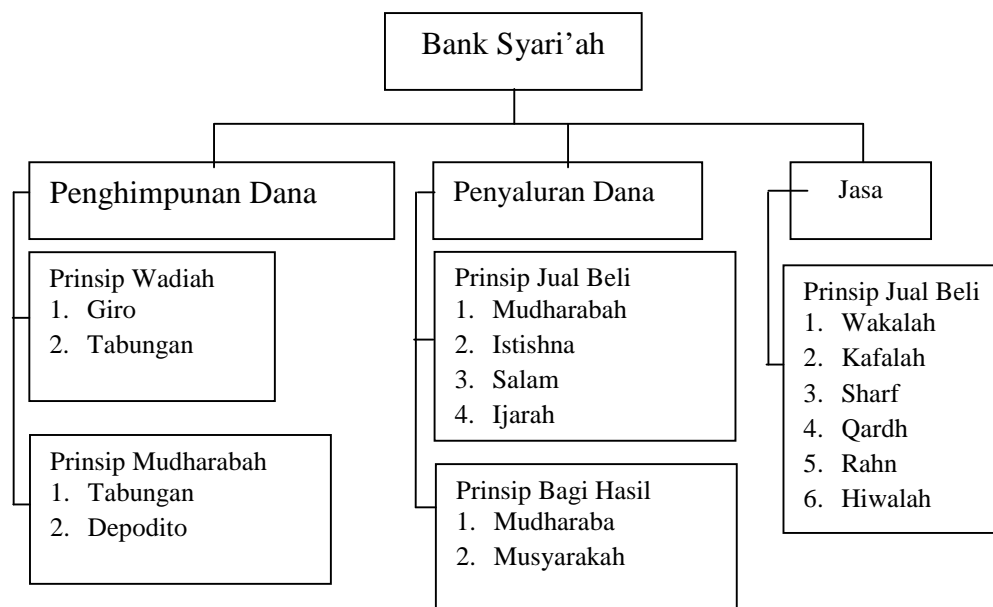 Bank Syari’ah
Penghimpunan Dana
Prinsip Wadiah
1. Giro
2. Tabungan
Prinsip Mudharabah
1. Tabungan
2. Depodito
Penyaluran Dana
Prinsip Jual Beli
1. Mudharabah
2. Istishna
3. Salam
4. Ijarah
Prinsip Bagi Hasil
1. Mudharaba
2. Musyarakah
Jasa
Prinsip Jual Beli
1. Wakalah
2. Kafalah
3. Sharf
4. Qardh
5. Rahn
6. Hiwalah